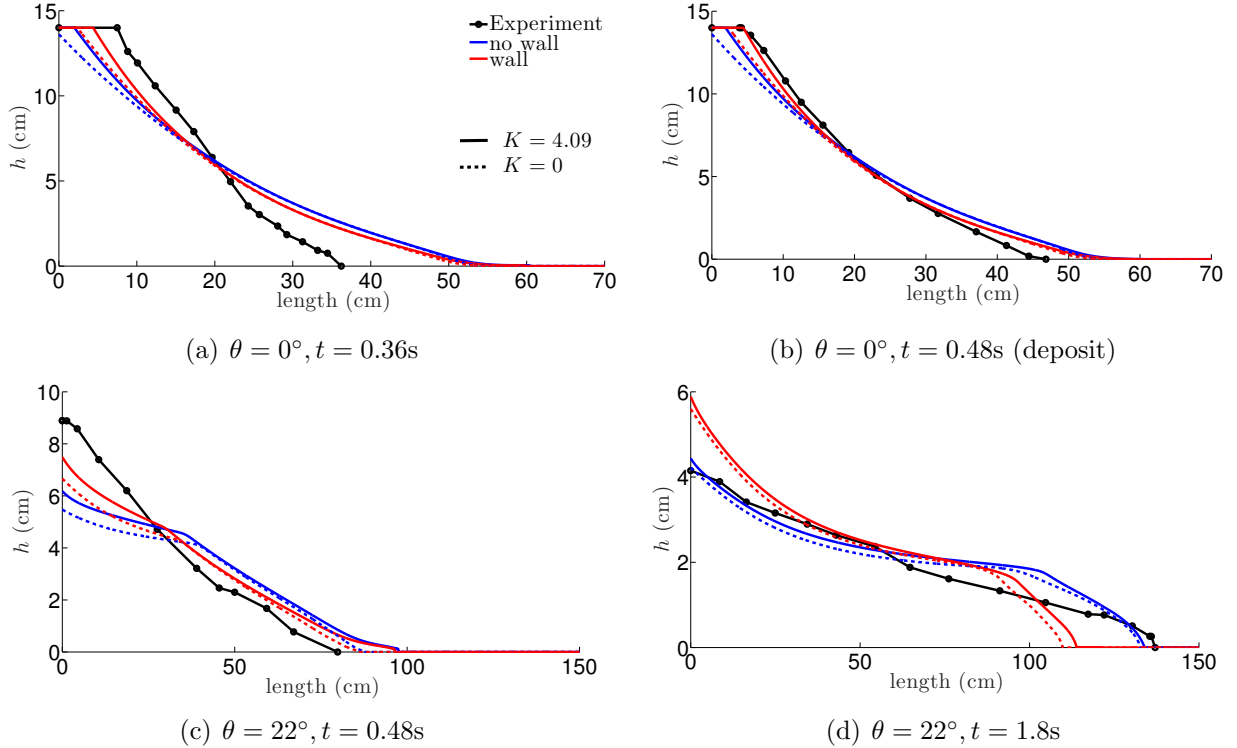 15
10
5
0
h (cm)
0 10 20 30 40 50 60 70
length (cm)
Experiment
no wall
wall
K = 4.09
K = 0
(a) θ = 0°, t = 0.36s
15
10
5
0
h (cm)
0 10 20 30 40 50 60 70
length (cm)
(b) θ = 0°, t = 0.48s (deposit)
10
8
6
4
2
0
h (cm)
0 50 100 150
length (cm)
(c) θ = 22°, t = 0.48s
6
4
2
0
h (cm)
0 50 100 150
length (cm)
(d) θ = 22°, t = 1.8s